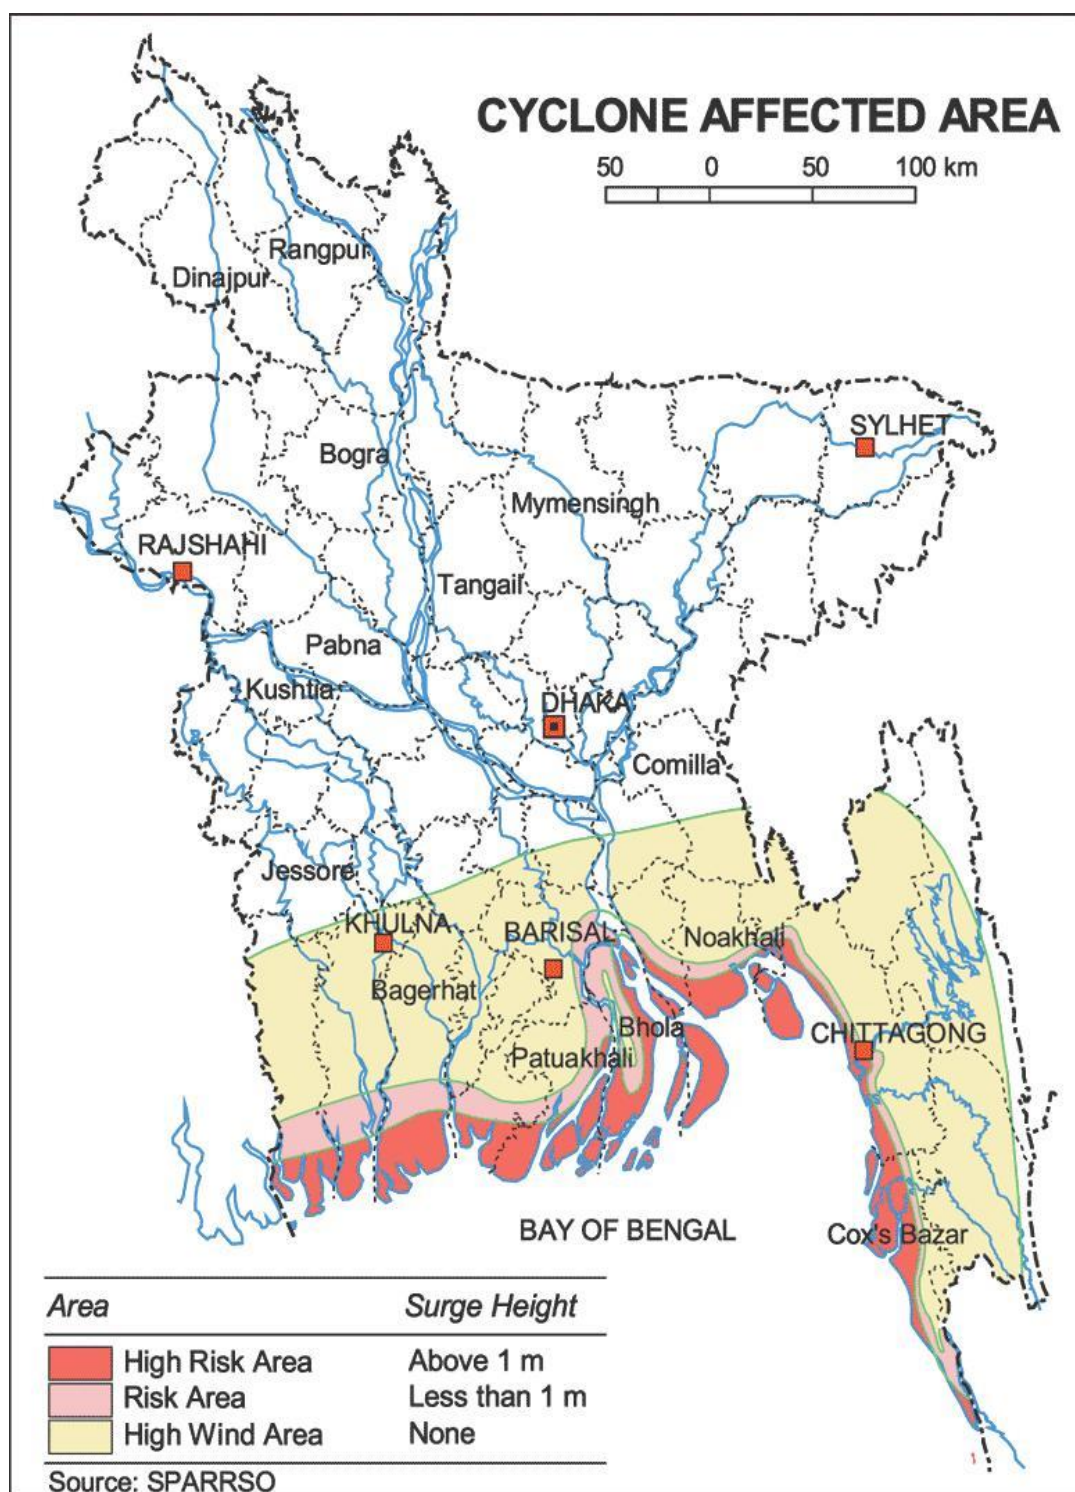 CYCLONE AFFECTED AREA
50 0 50 100 km
Rangpur
Dinajpur
SYLHET
Bogra
Mymensingh
RAJSHAHI
Tangail
Pabna
Kushtia
DHAKA
Comilla
Jessore
KHULNA
BARISAL
Noakhali
Bagerhat
Bhola
CHITTAGONG
Patuakhali
BAY OF BENGAL
Cox's Bazar
Area Surge Height
High Risk Area Above 1 m
Risk Area Less than 1 m
High Wind Area None
Source: SPARRSO